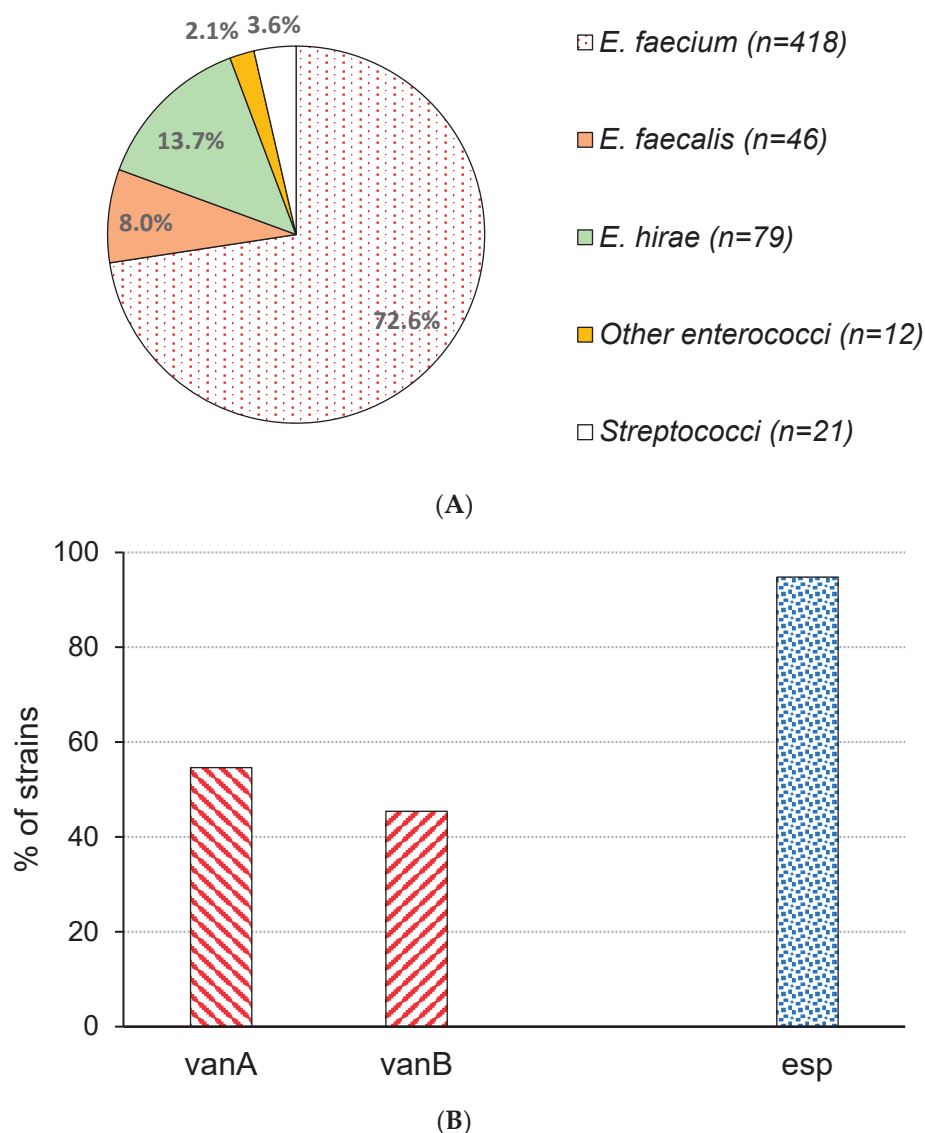 2.1%
3.6%
13.7%
8.0%
72.6%
E. faecium (n=418)
E. faecalis (n=46)
E. hirae (n=79)
Other enterococci (n=12)
Streptococci (n=21)
(A)
% of strains
100
80
60
40
20
0
vanA
vanB
esp
(B)